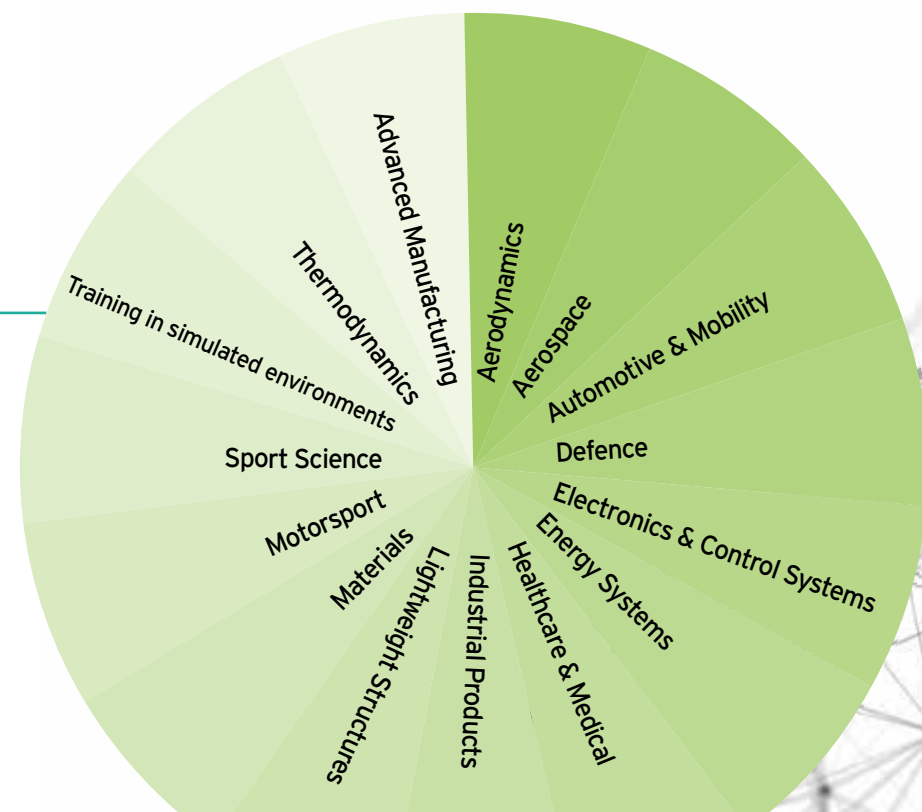 Aerodynamics
Aerospace
Automotive & Mobility
Defence
Electronics & Control Systems
Energy Systems
Healthcare & Medical
Industrial Products
Lightweight Structures
Materials
Motorsport
Sport Science
Training in simulated environments
Thermodynamics
Advanced Manufacturing